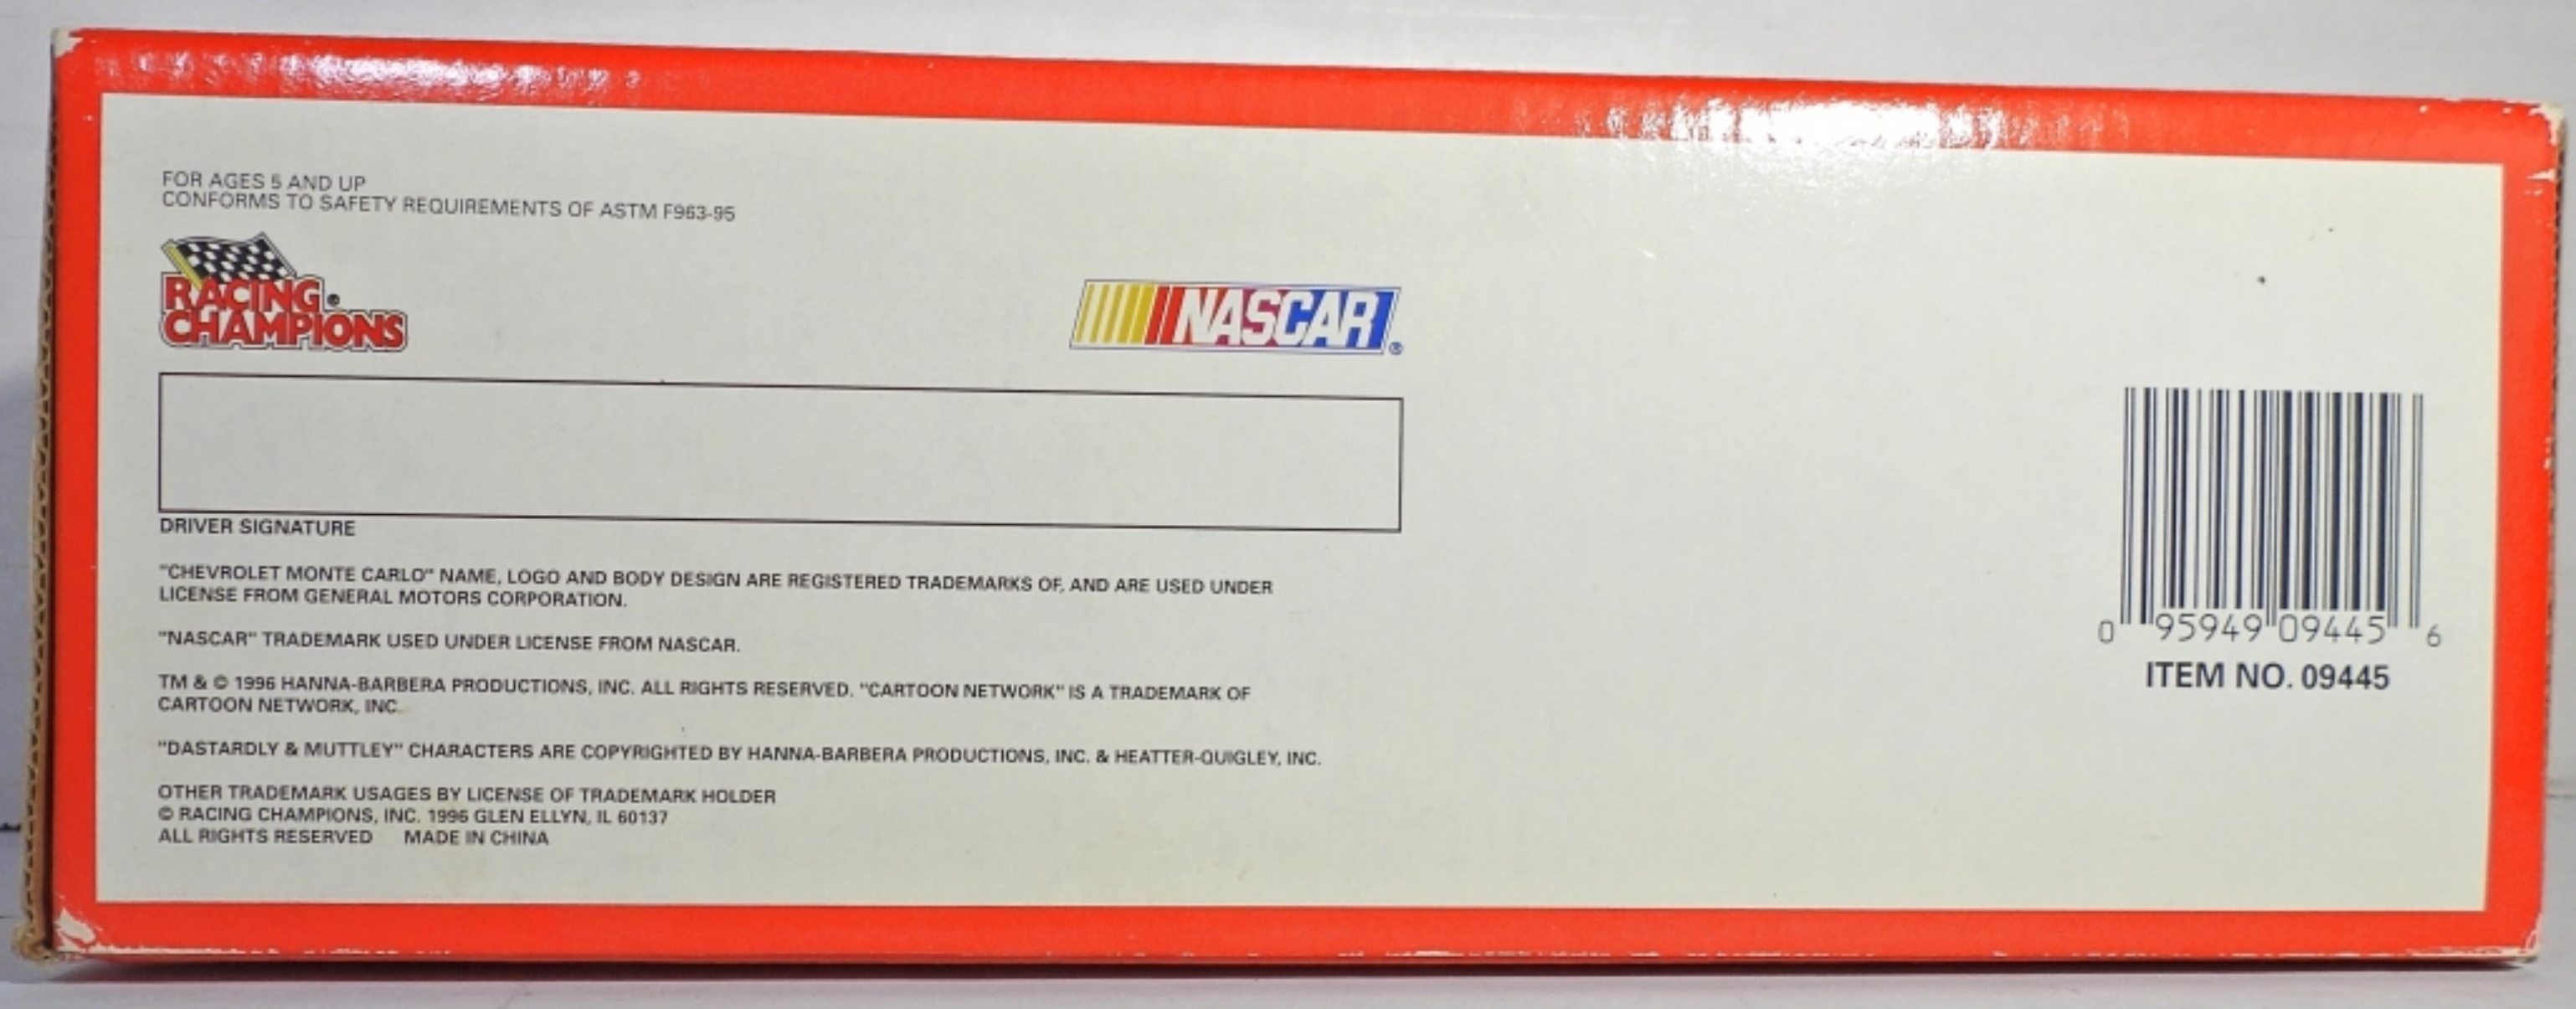 FOR AGES 5 AND UP
CONFORMS TO SAFETY REQUIREMENTS OF ASTM F963-95
RACING
CHAMPIONS®
NASCAR®
DRIVER SIGNATURE
"CHEVROLET MONTE CARLO" NAME, LOGO AND BODY DESIGN ARE REGISTERED TRADEMARKS OF, AND ARE USED UNDER
LICENSE FROM GENERAL MOTORS CORPORATION.
"NASCAR" TRADEMARK USED UNDER LICENSE FROM NASCAR.
TM & © 1996 HANNA-BARBERA PRODUCTIONS, INC. ALL RIGHTS RESERVED. "CARTOON NETWORK" IS A TRADEMARK OF
CARTOON NETWORK, INC.
"DASTARDLY & MUTTLEY" CHARACTERS ARE COPYRIGHTED BY HANNA-BARBERA PRODUCTIONS, INC. & HEATTER-QUIGLEY, INC.
OTHER TRADEMARK USAGES BY LICENSE OF TRADEMARK HOLDER
© RACING CHAMPIONS, INC. 1996 GLEN ELLYN, IL 60137
ALL RIGHTS RESERVED MADE IN CHINA
0 95949 09445 6
ITEM NO. 09445